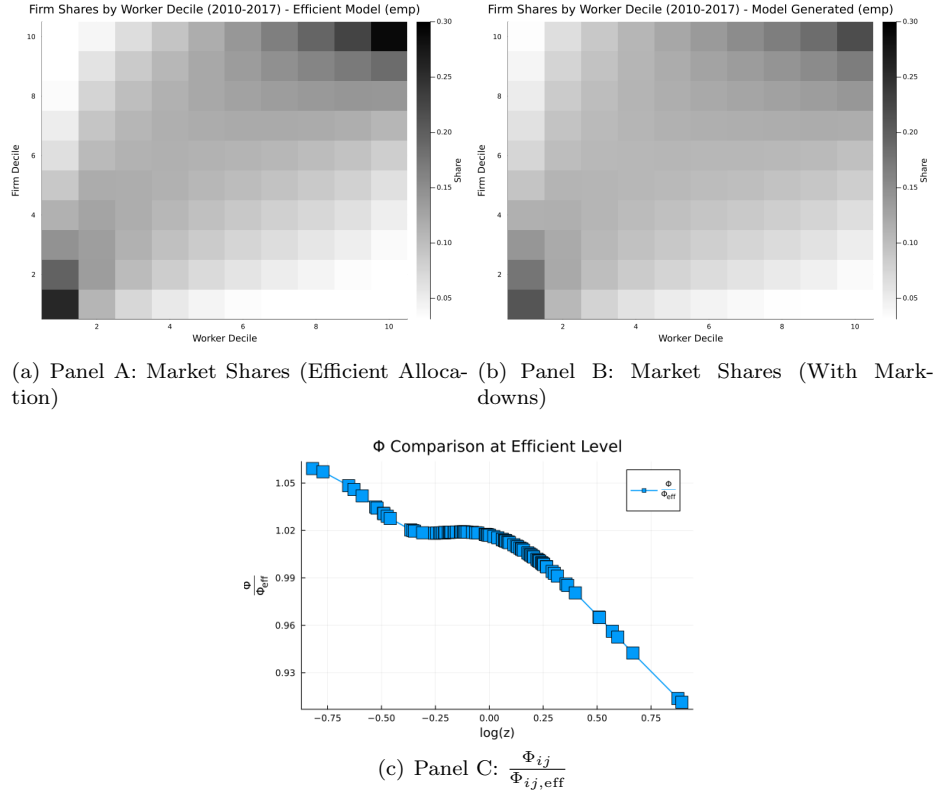 Firm Shares by Worker Decile (2010-2017) - Efficient Model (emp)
10
8
6
4
2
Firm Decile
2 4 6 8 10
Worker Decile
0.30
0.25
0.20
0.15
0.10
0.05
Share
Firm Shares by Worker Decile (2010-2017) - Model Generated (emp)
10
8
6
4
2
Firm Decile
2 4 6 8 10
Worker Decile
0.30
0.25
0.20
0.15
0.10
0.05
Share
(a) Panel A: Market Shares (Efficient Alloca-
tion)
(b) Panel B: Market Shares (With Mark-
downs)
Φ Comparison at Efficient Level
1.05
1.02
0.99
0.96
0.93
Φ/Φeff
Φ/Φeff
−0.75 −0.50 −0.25 0.00 0.25 0.50 0.75
log(z)
(c) Panel C: Φij/Φij,eff